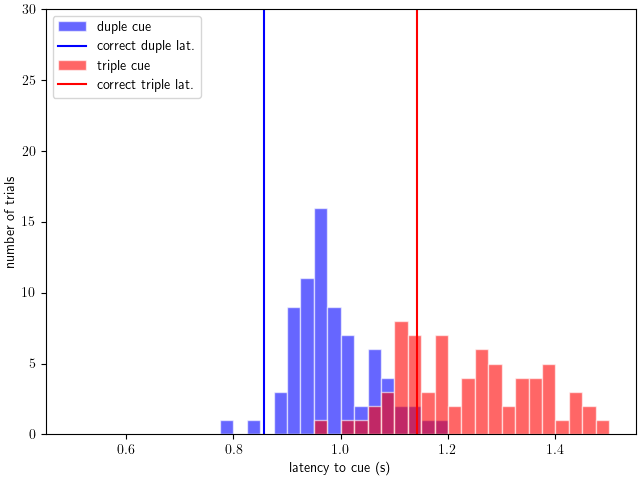 30
25
20
15
10
5
0
number of trials
duple cue
correct duple lat.
triple cue
correct triple lat.
0.6 0.8 1.0 1.2 1.4
latency to cue (s)